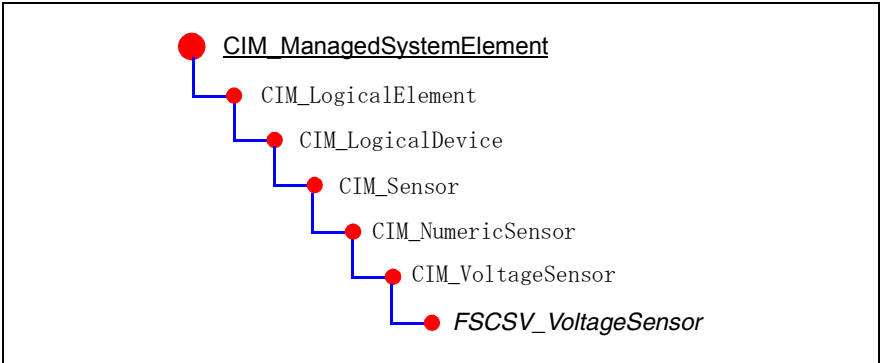 CIM_ManagedSystemElement
CIM_LogicalElement
CIM_LogicalDevice
CIM_Sensor
CIM_NumericSensor
CIM_VoltageSensor
FSCSV_VoltageSensor